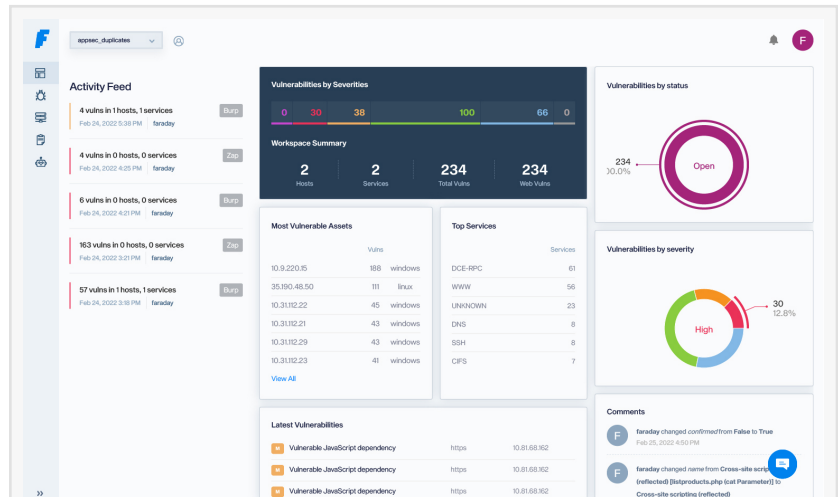 F
appsec_duplicates
F
Activity Feed
4 vulns in 1 hosts, 1 services
Burp
Feb 24, 2022 5:38 PM faraday
4 vulns in 0 hosts, 0 services
Zap
Feb 24, 2022 4:25 PM faraday
6 vulns in 0 hosts, 0 services
Burp
Feb 24, 2022 4:21 PM faraday
163 vulns in 0 hosts, 0 services
Zap
Feb 24, 2022 3:21 PM faraday
57 vulns in 1 hosts, 1 services
Burp
Feb 24, 2022 3:18 PM faraday
Vulnerabilities by Severities
0 30 38 100 66 0
Workspace Summary
2 2 234 234
Hosts Services Total Vulns Web Vulns
Most Vulnerable Assets
Vulns
10.9.220.15 188 windows
35.190.48.50 111 linux
10.31.112.22 45 windows
10.31.112.21 43 windows
10.31.112.29 43 windows
10.31.112.23 41 windows
View All
Top Services
Services
DCE-RPC 61
WWW 56
UNKNOWN 23
DNS 8
SSH 8
CIFS 7
Latest Vulnerabilities
M Vulnerable JavaScript dependency https 10.81.68.162
M Vulnerable JavaScript dependency https 10.81.68.162
M Vulnerable JavaScript dependency https 10.81.68.162
Vulnerabilities by status
234
00.0%
Open
Vulnerabilities by severity
30
12.8%
High
Comments
F
faraday changed confirmed from False to True
Feb 25, 2022 4:50 PM
F
faraday changed name from Cross-site scrip
(reflected) [listproducts.php (cat Parameter)] to
Cross-site scripting (reflected)